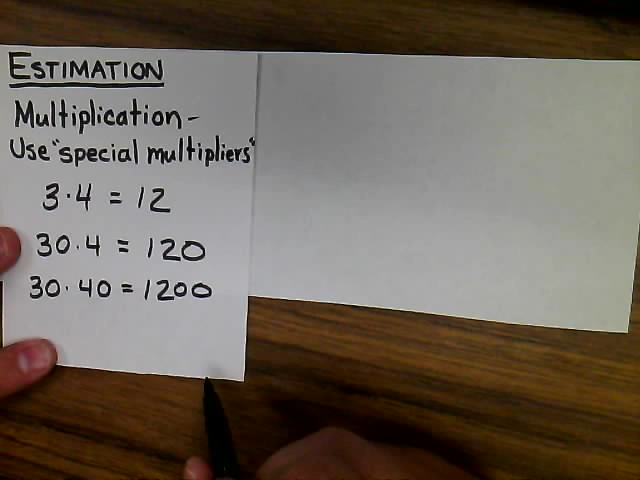 ESTIMATION
Multiplication -
Use "special multipliers"
3 · 4 = 12
30 · 4 = 120
30 · 40 = 1200